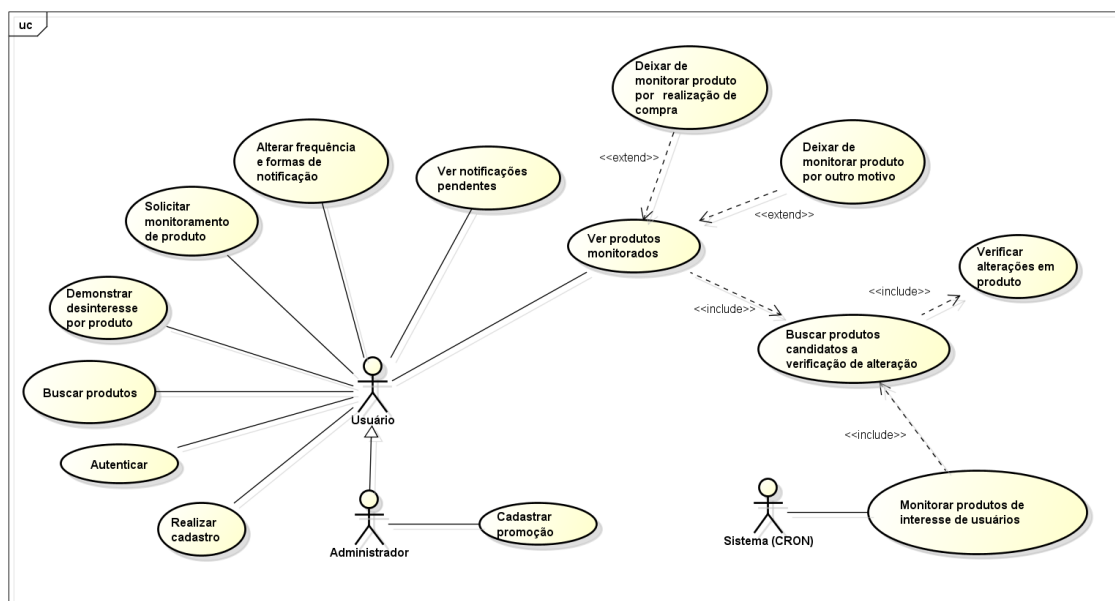 uc
Deixar de
monitorar produto
por realização de
compra
Alterar frequência
e formas de
notificação
Ver notificações
pendentes
<<extend>>
Deixar de
monitorar produto
por outro motivo
Solicitar
monitoramento
de produto
<<extend>>
Ver produtos
monitorados
Verificar
alterações em
produto
Demonstrar
desinteresse
por produto
<<include>>
<<include>>
Buscar produtos
candidatos a
verificação de alteração
Buscar produtos
Usuário
<<include>>
Autenticar
Realizar
cadastro
Administrador
Cadastrar
promoção
Sistema (CRON)
Monitorar produtos de
interesse de usuários